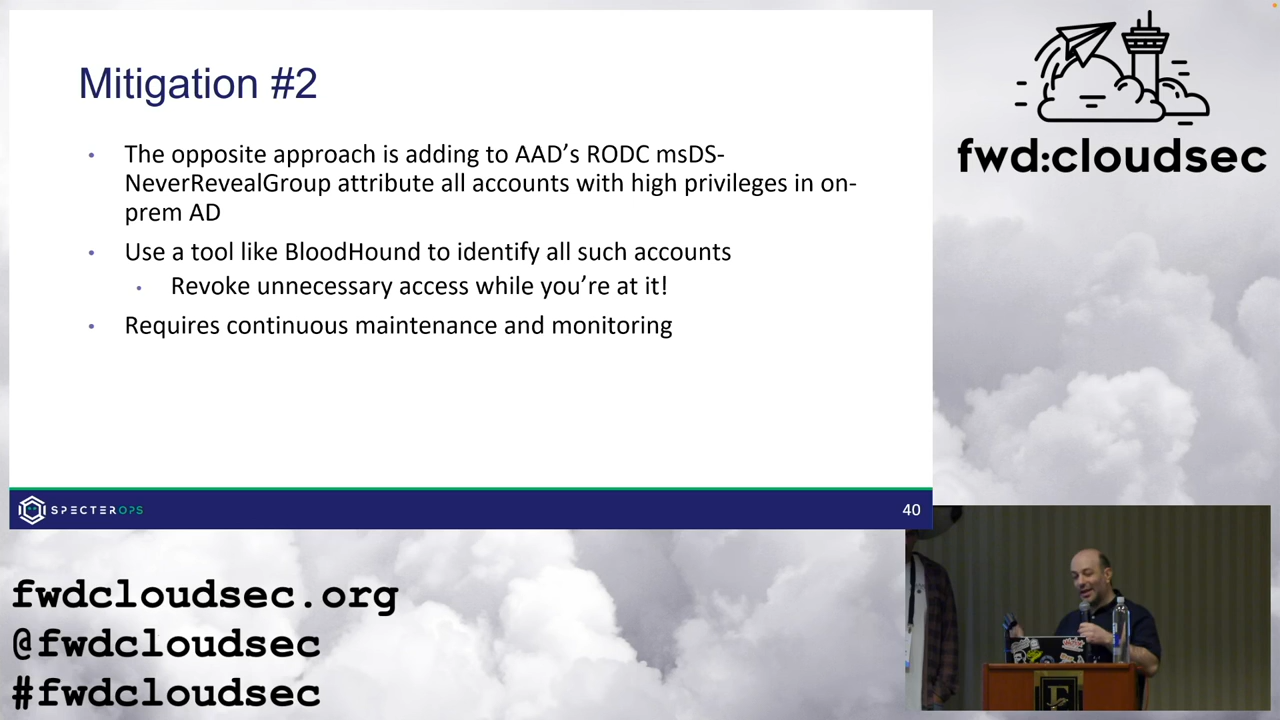 Mitigation #2
• The opposite approach is adding to AAD’s RODC msDS-
NeverRevealGroup attribute all accounts with high privileges in on-
prem AD
• Use a tool like BloodHound to identify all such accounts
• Revoke unnecessary access while you’re at it!
• Requires continuous maintenance and monitoring
SPECTEROPS
40
fwd:cloudsec
fwdcloudsec.org
@fwdcloudsec
#fwdcloudsec